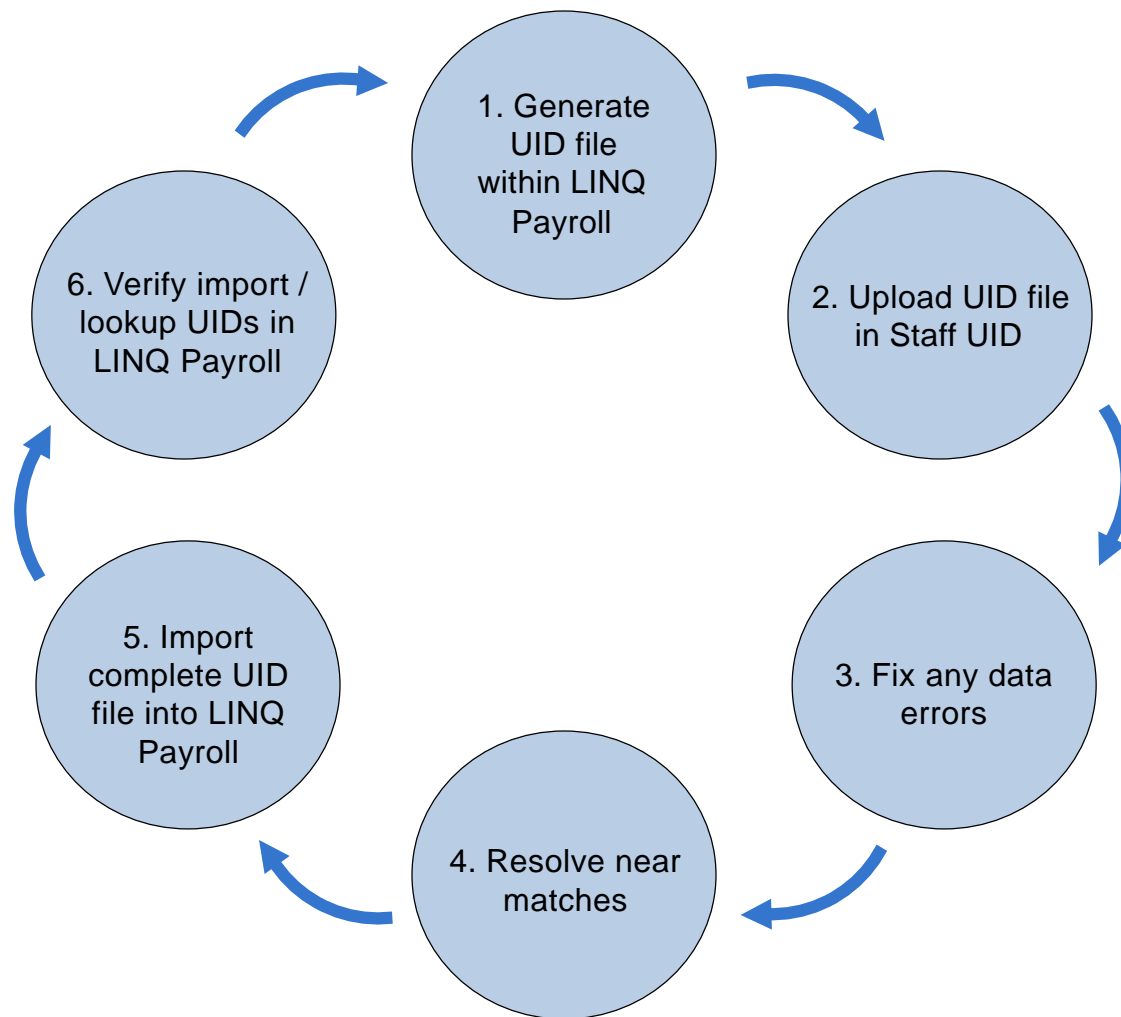 1. Generate
UID file
within LINQ
Payroll
2. Upload UID file
in Staff UID
3. Fix any data
errors
4. Resolve near
matches
5. Import
complete UID
file into LINQ
Payroll
6. Verify import /
lookup UIDs in
LINQ Payroll